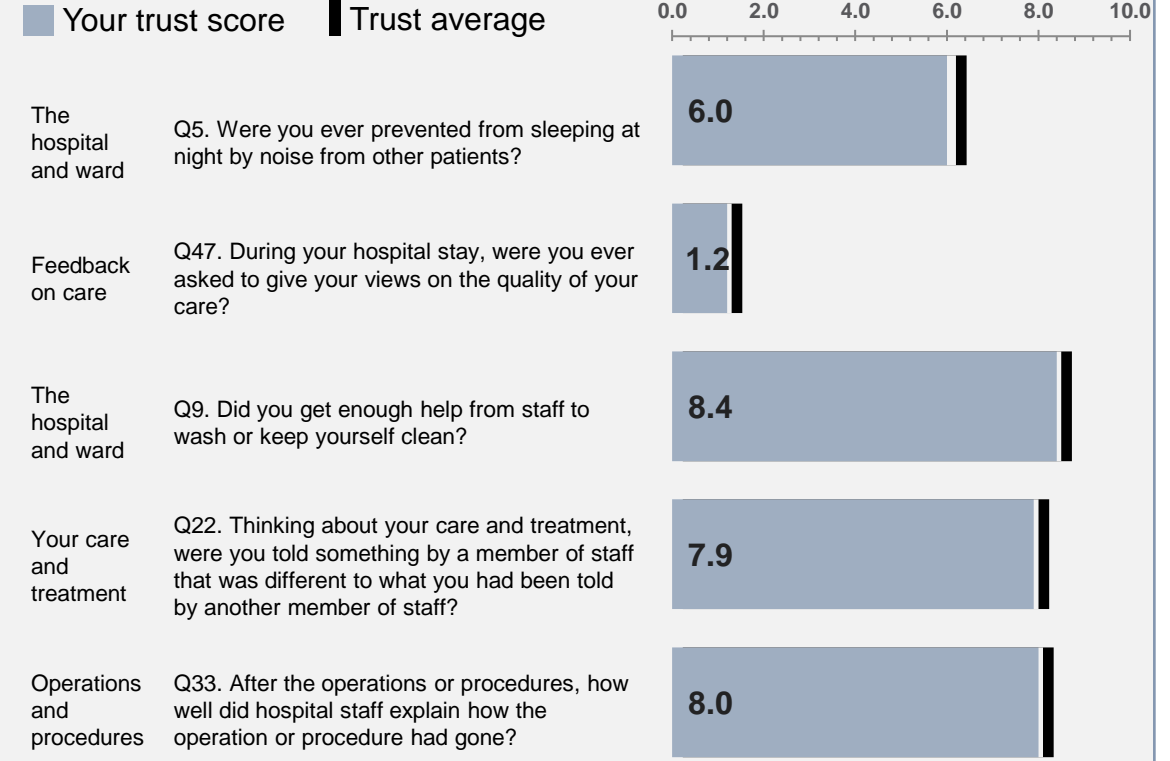 Your trust score Trust average
0.0 2.0 4.0 6.0 8.0 10.0
The
hospital
and ward
Q5. Were you ever prevented from sleeping at
night by noise from other patients?
6.0
Feedback
on care
Q47. During your hospital stay, were you ever
asked to give your views on the quality of your
care?
1.2
The
hospital
and ward
Q9. Did you get enough help from staff to
wash or keep yourself clean?
8.4
Your care
and
treatment
Q22. Thinking about your care and treatment,
were you told something by a member of staff
that was different to what you had been told
by another member of staff?
7.9
Operations
and
procedures
Q33. After the operations or procedures, how
well did hospital staff explain how the
operation or procedure had gone?
8.0